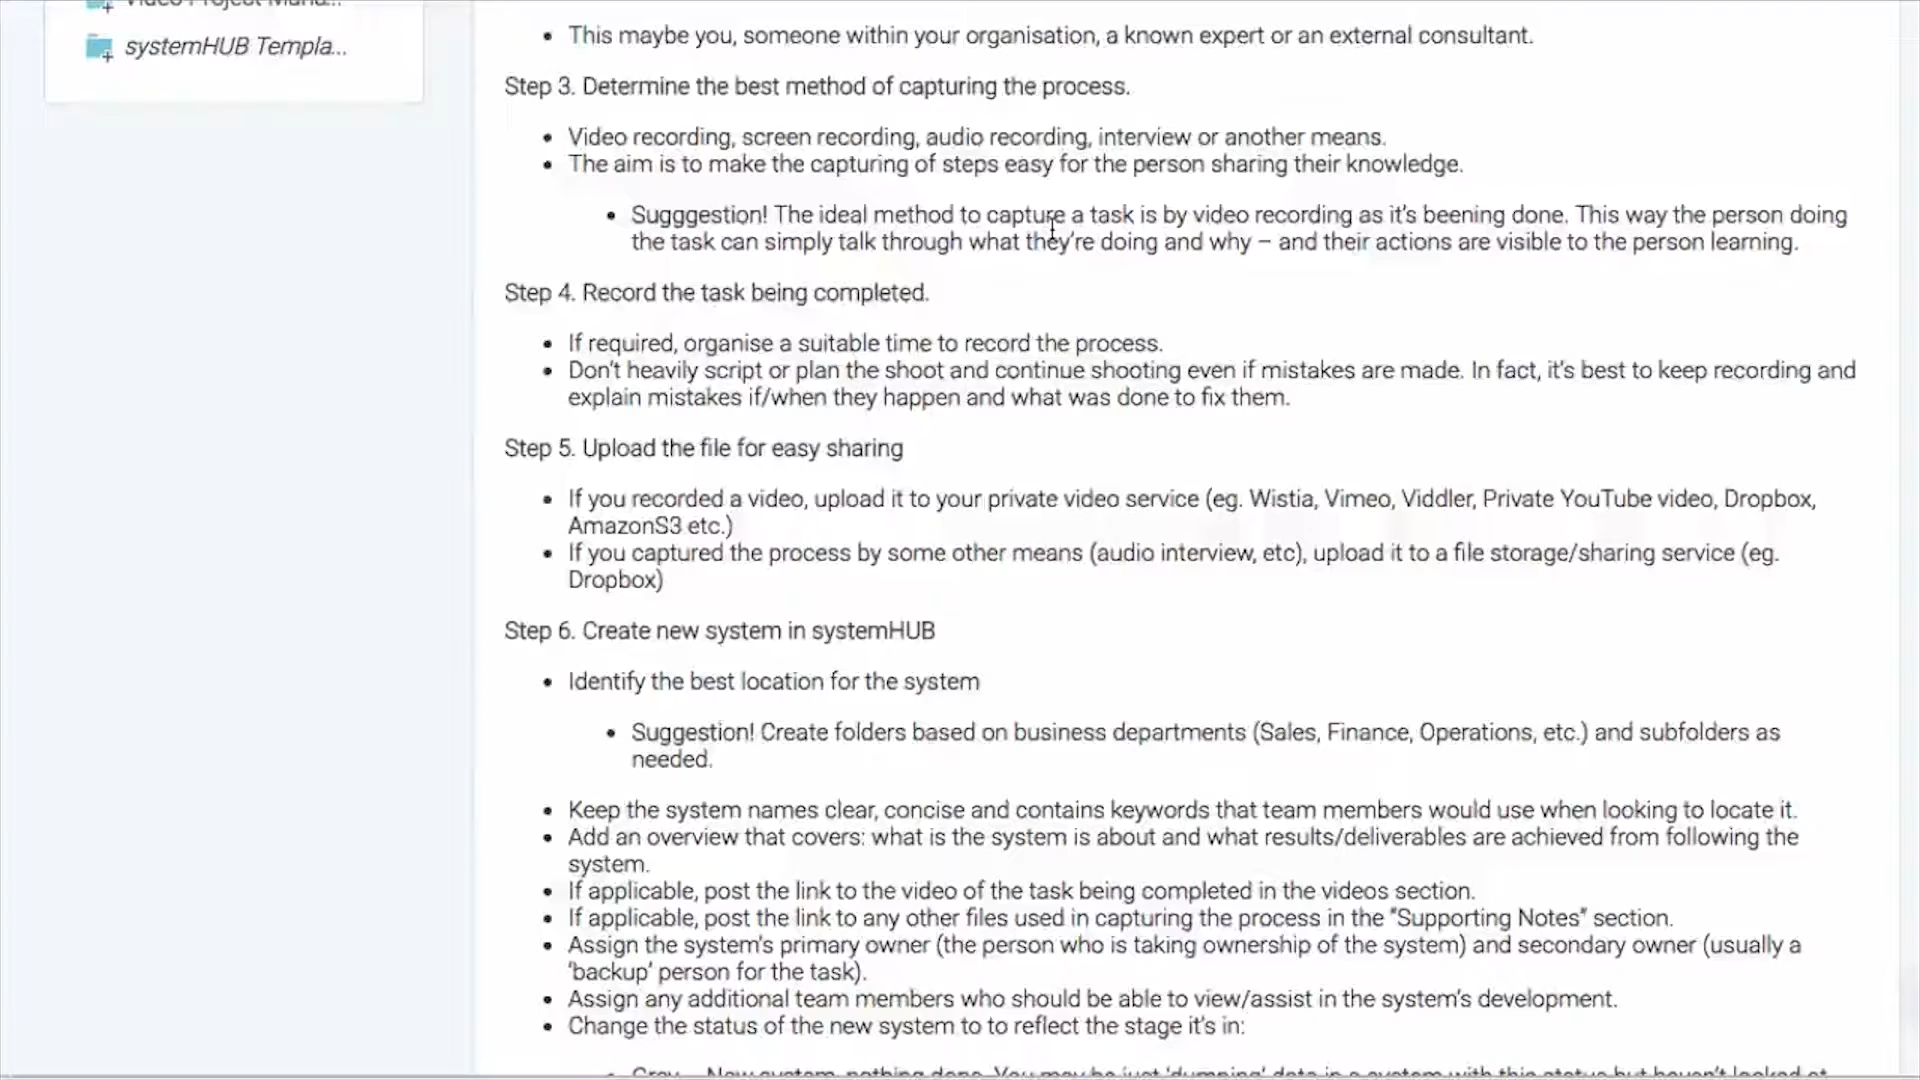 systemHUB Templa...
This maybe you, someone within your organisation, a known expert or an external consultant.
Step 3. Determine the best method of capturing the process.
Video recording, screen recording, audio recording, interview or another means.
The aim is to make the capturing of steps easy for the person sharing their knowledge.
Sugggestion! The ideal method to capture a task is by video recording as it's beening done. This way the person doing
the task can simply talk through what they're doing and why – and their actions are visible to the person learning.
Step 4. Record the task being completed.
If required, organise a suitable time to record the process.
Don't heavily script or plan the shoot and continue shooting even if mistakes are made. In fact, it's best to keep recording and
explain mistakes if/when they happen and what was done to fix them.
Step 5. Upload the file for easy sharing
If you recorded a video, upload it to your private video service (eg. Wistia, Vimeo, Viddler, Private YouTube video, Dropbox,
AmazonS3 etc.)
If you captured the process by some other means (audio interview, etc), upload it to a file storage/sharing service (eg.
Dropbox)
Step 6. Create new system in systemHUB
Identify the best location for the system
Suggestion! Create folders based on business departments (Sales, Finance, Operations, etc.) and subfolders as
needed.
Keep the system names clear, concise and contains keywords that team members would use when looking to locate it.
Add an overview that covers: what is the system is about and what results/deliverables are achieved from following the
system.
If applicable, post the link to the video of the task being completed in the videos section.
If applicable, post the link to any other files used in capturing the process in the "Supporting Notes" section.
Assign the system's primary owner (the person who is taking ownership of the system) and secondary owner (usually a
'backup' person for the task).
Assign any additional team members who should be able to view/assist in the system's development.
Change the status of the new system to to reflect the stage it's in: